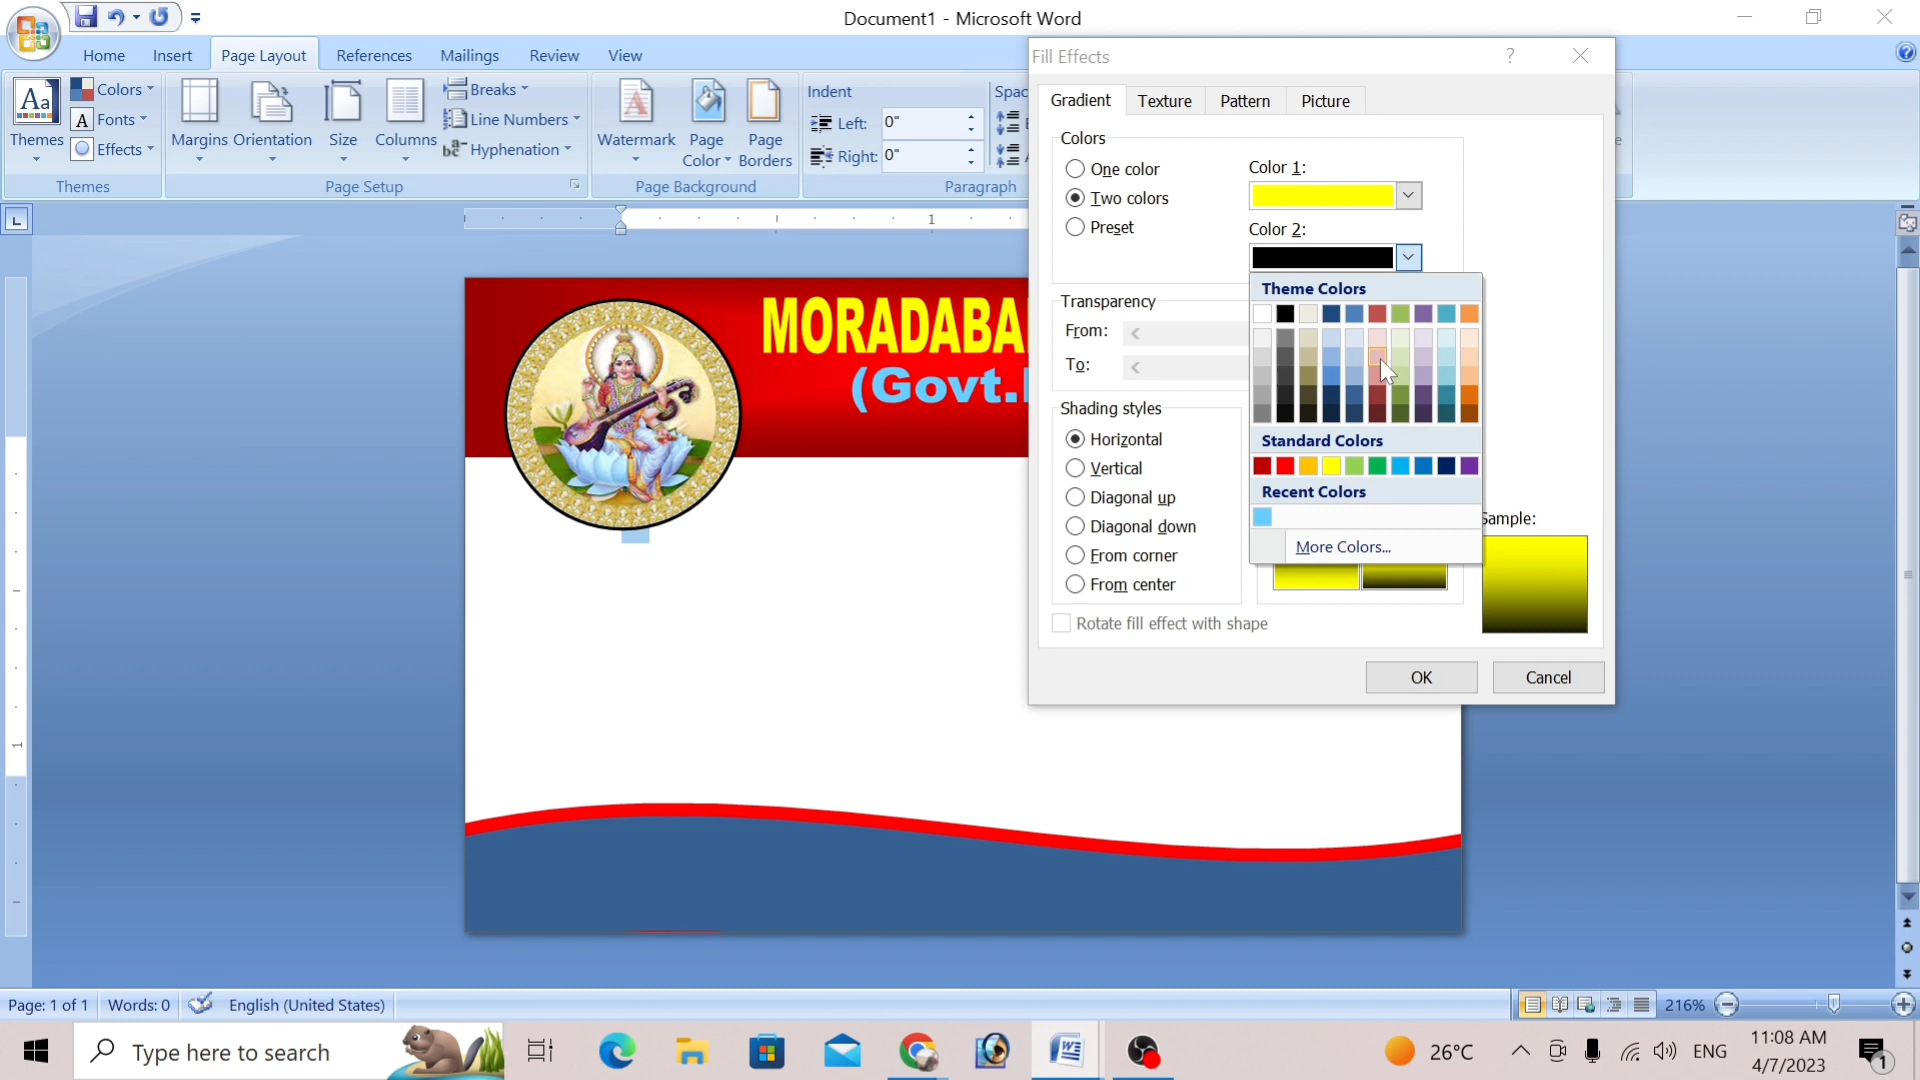 Document1 - Microsoft Word
Home Insert Page Layout References Mailings Review View
Aa Colors Breaks Indent Spac
A Fonts Line Numbers Left: 0"
Themes Effects Margins Orientation Size Columns Hyphenation Watermark Page Color Page Borders Right: 0"
Themes Page Setup Page Background Paragraph
1
Fill Effects
Gradient Texture Pattern Picture
Colors
One color
Two colors
Preset
Color 1:
Color 2:
Transparency
From:
To:
Theme Colors
Standard Colors
Recent Colors
More Colors...
Shading styles
Horizontal
Vertical
Diagonal up
Diagonal down
From corner
From center
Sample:
Rotate fill effect with shape
OK Cancel
MORADABA
(Govt.
Page: 1 of 1 Words: 0 English (United States) 216%
Type here to search 26°C ENG 11:08 AM
4/7/2023
1